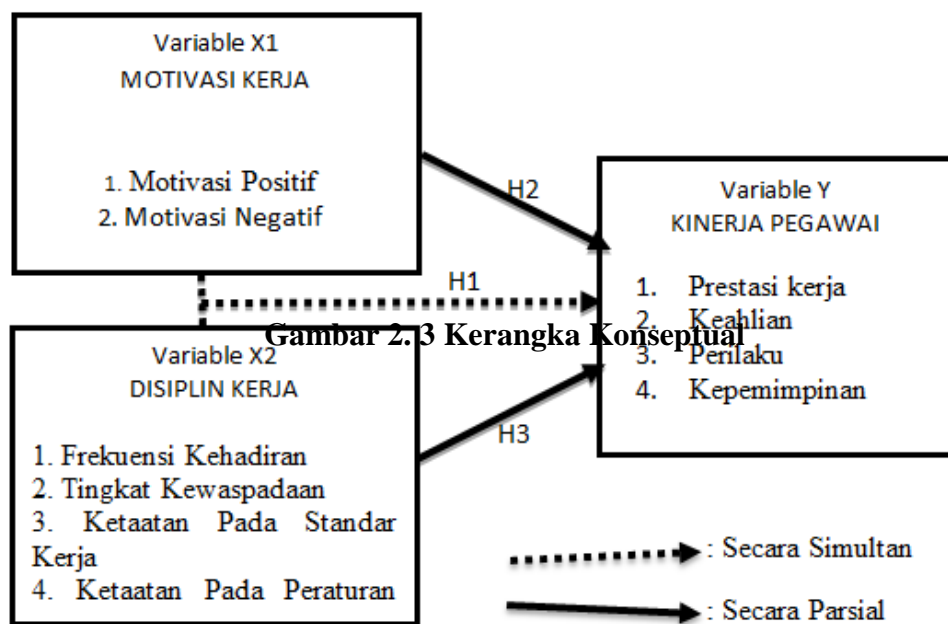 Variable X1
MOTIVASI KERJA
1. Motivasi Positif
2. Motivasi Negatif
H2
Variable Y
KINERJA PEGAWAI
1. Prestasi kerja
2. Keahlian
3. Perilaku
4. Kepemimpinan
H1
Gambar 2. 3 Kerangka Konseptual
Variable X2
DISIPLIN KERJA
1. Frekuensi Kehadiran
2. Tingkat Kewaspadaan
3. Ketaatan Pada Standar
Kerja
4. Ketaatan Pada Peraturan
H3
: Secara Simultan
: Secara Parsial